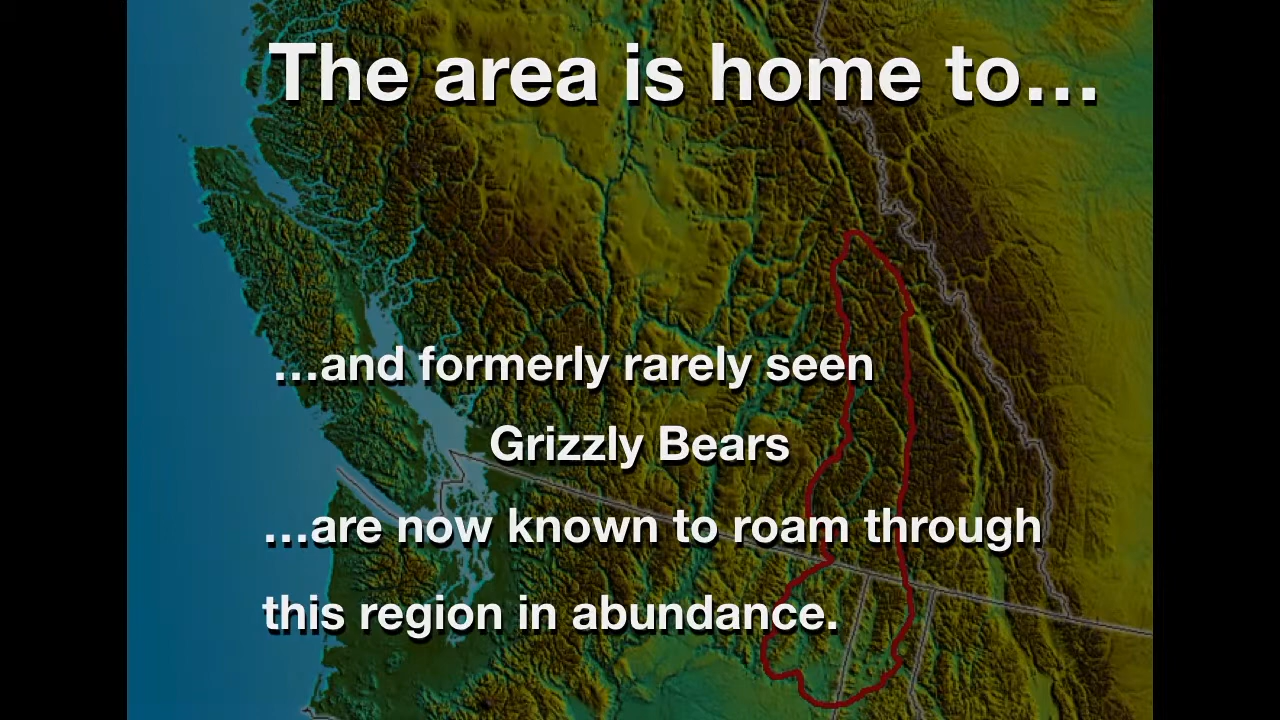 The area is home to…
…and formerly rarely seen
Grizzly Bears
…are now known to roam through
this region in abundance.